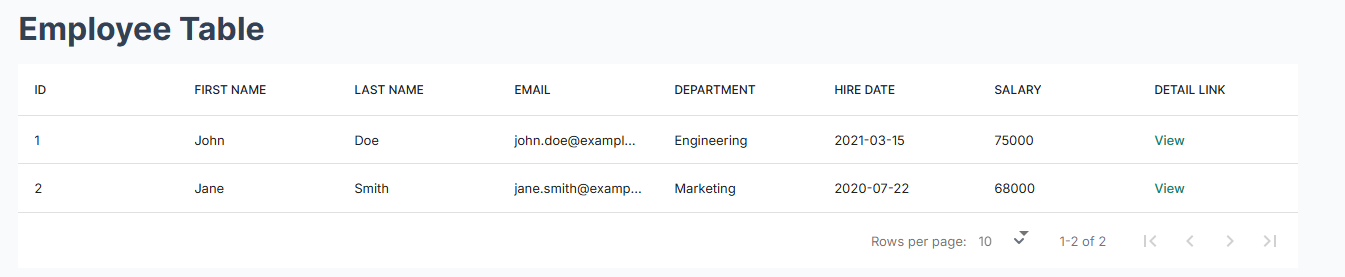 Employee Table
ID FIRST NAME LAST NAME EMAIL DEPARTMENT HIRE DATE SALARY DETAIL LINK
1 John Doe john.doe@exampl... Engineering 2021-03-15 75000 View
2 Jane Smith jane.smith@examp... Marketing 2020-07-22 68000 View
Rows per page: 10 1-2 of 2